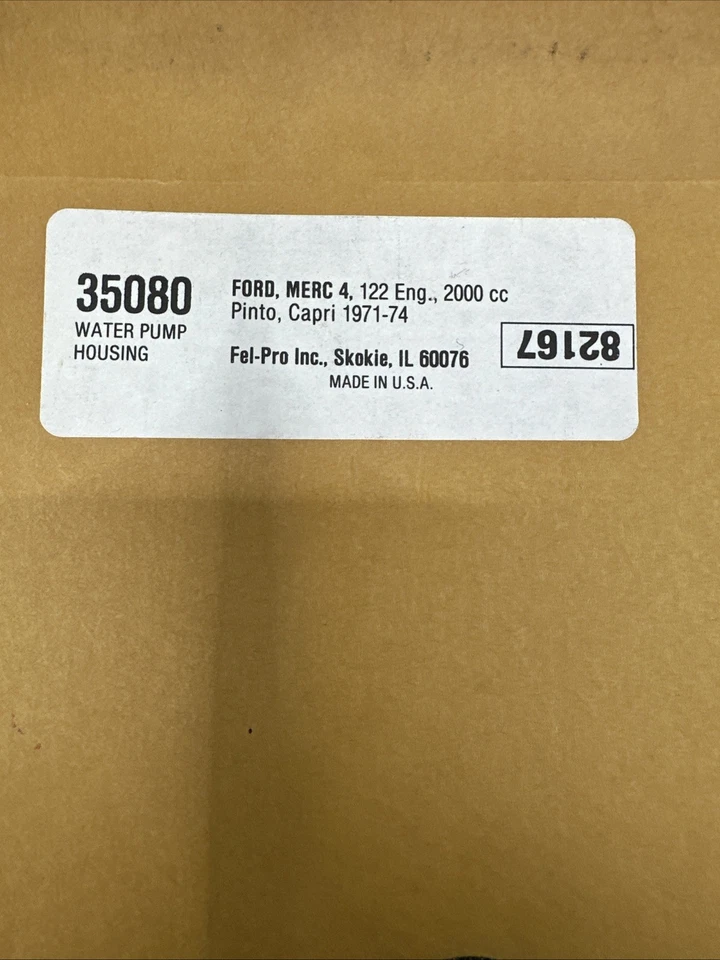 35080
WATER PUMP
HOUSING
FORD, MERC 4, 122 Eng., 2000 cc
Pinto, Capri 1971-74
Fel-Pro Inc., Skokie, IL 60076
MADE IN U.S.A.
82167